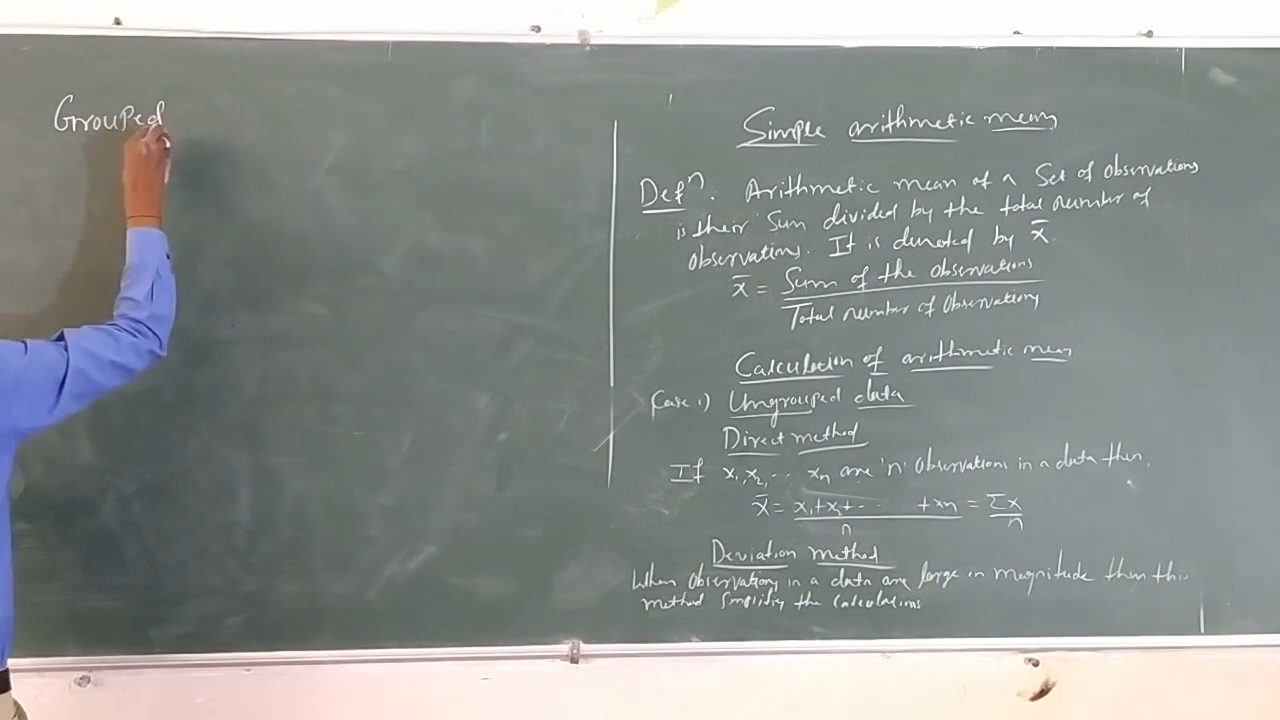 Grouped
Simple arithmetic mean
Defⁿ: Arithmetic mean of a set of observations
is their sum divided by the total number of
observations. It is denoted by x̄
x̄ = Sum of the observations / Total number of observations
Calculation of arithmetic mean
Case 1) Ungrouped data
Direct method
If x₁, x₂, ... xₙ are 'n' observations in a data then,
x̄ = x₁+x₂+... +xₙ / n = Σx / n
Deviation method
When observations in a data are large in magnitude then this
method simplifies the calculations